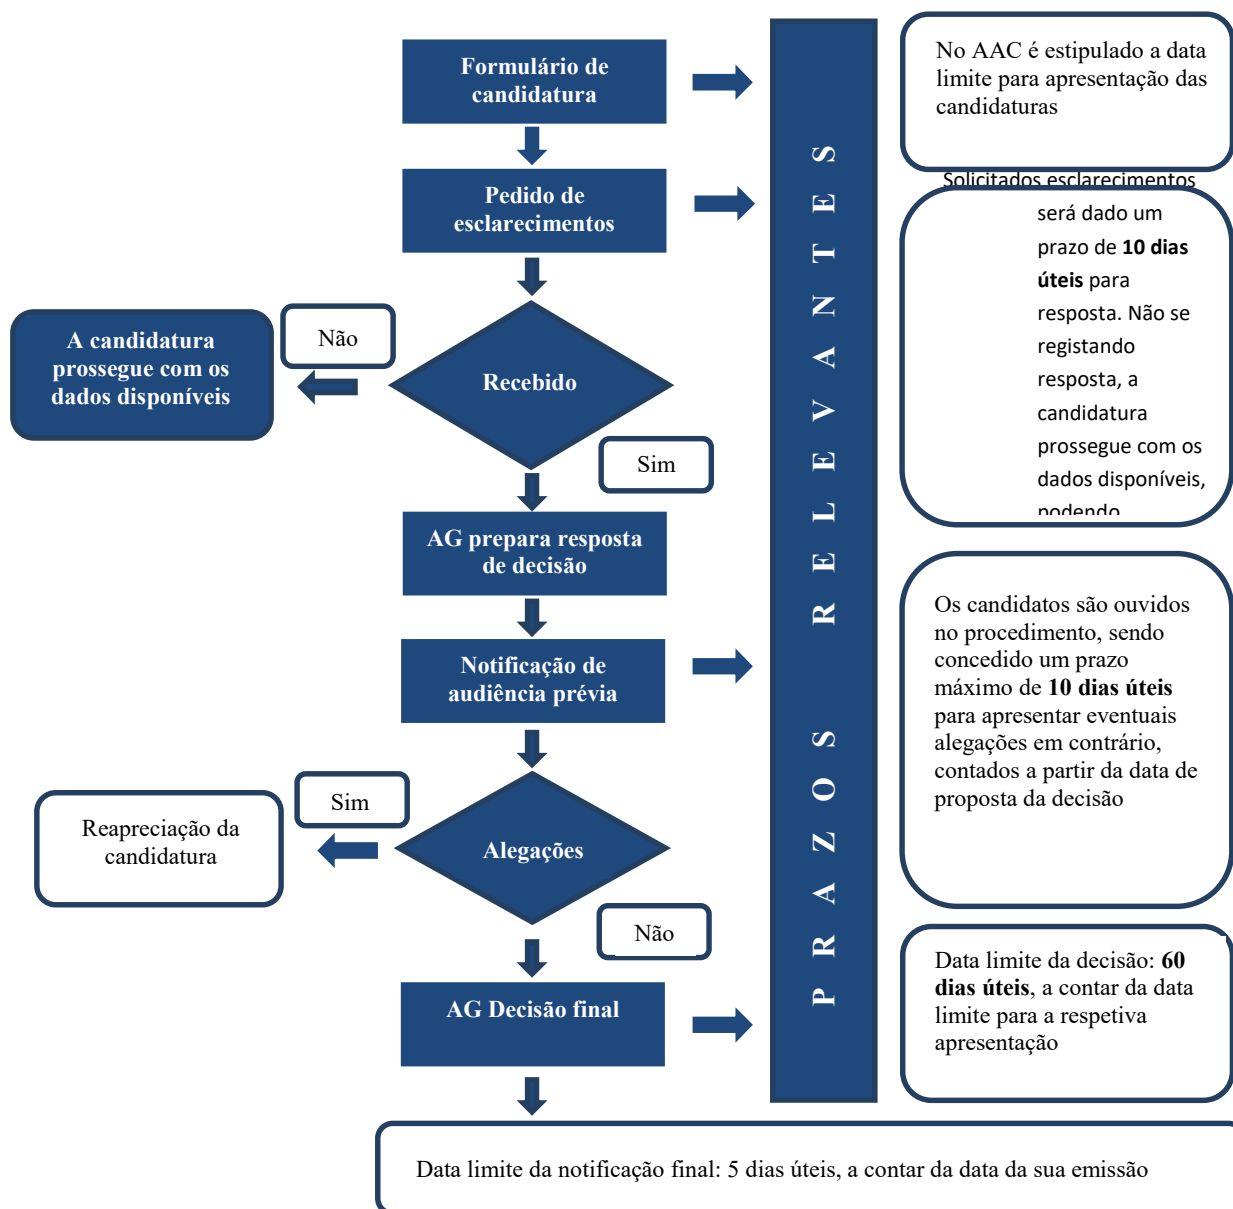 Formulário de
candidatura
No AAC é estipulado a data
limite para apresentação das
candidaturas
Pedido de
esclarecimentos
Solicitados esclarecimentos
será dado um
prazo de 10 dias
úteis para
resposta. Não se
registando
resposta, a
candidatura
prossegue com os
dados disponíveis,
podendo
Não
A candidatura
prossegue com os
dados disponíveis
Recebido
Sim
AG prepara resposta
de decisão
Notificação de
audiência prévia
Os candidatos são ouvidos
no procedimento, sendo
concedido um prazo
máximo de 10 dias úteis
para apresentar eventuais
alegações em contrário,
contados a partir da data de
proposta da decisão
Sim
Reapreciação da
candidatura
Alegações
Não
AG Decisão final
Data limite da decisão: 60
dias úteis, a contar da data
limite para a respetiva
apresentação
PRAZOS RELEVANTES
Data limite da notificação final: 5 dias úteis, a contar da data da sua emissão